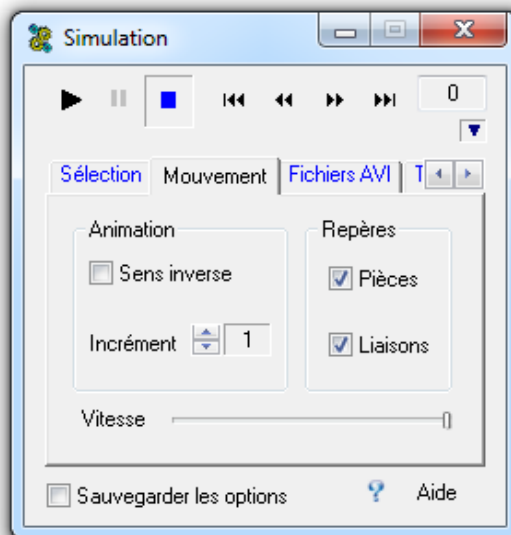 Simulation
0
Sélection Mouvement Fichiers AVI T
Animation
Repères
Sens inverse
Pièces
Incrément 1
Liaisons
Vitesse
Sauvegarder les options
Aide